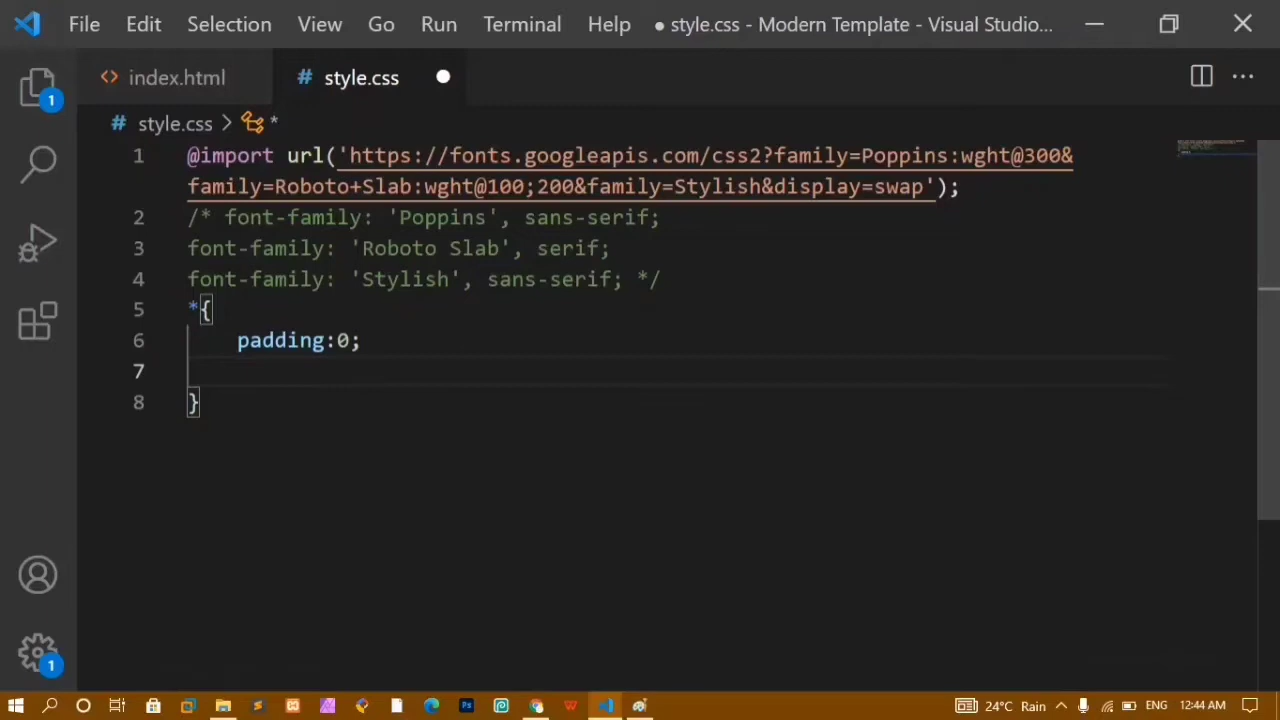 File Edit Selection View Go Run Terminal Help ● style.css - Modern Template - Visual Studio...
index.html # style.css
# style.css > *
1 @import url('https://fonts.googleapis.com/css2?family=Poppins:wght@300&
family=Roboto+Slab:wght@100;200&family=Stylish&display=swap');
2 /* font-family: 'Poppins', sans-serif;
3 font-family: 'Roboto Slab', serif;
4 font-family: 'Stylish', sans-serif; */
5 *{
6 padding:0;
7
8 }
1
1
24°C Rain ENG 12:44 AM